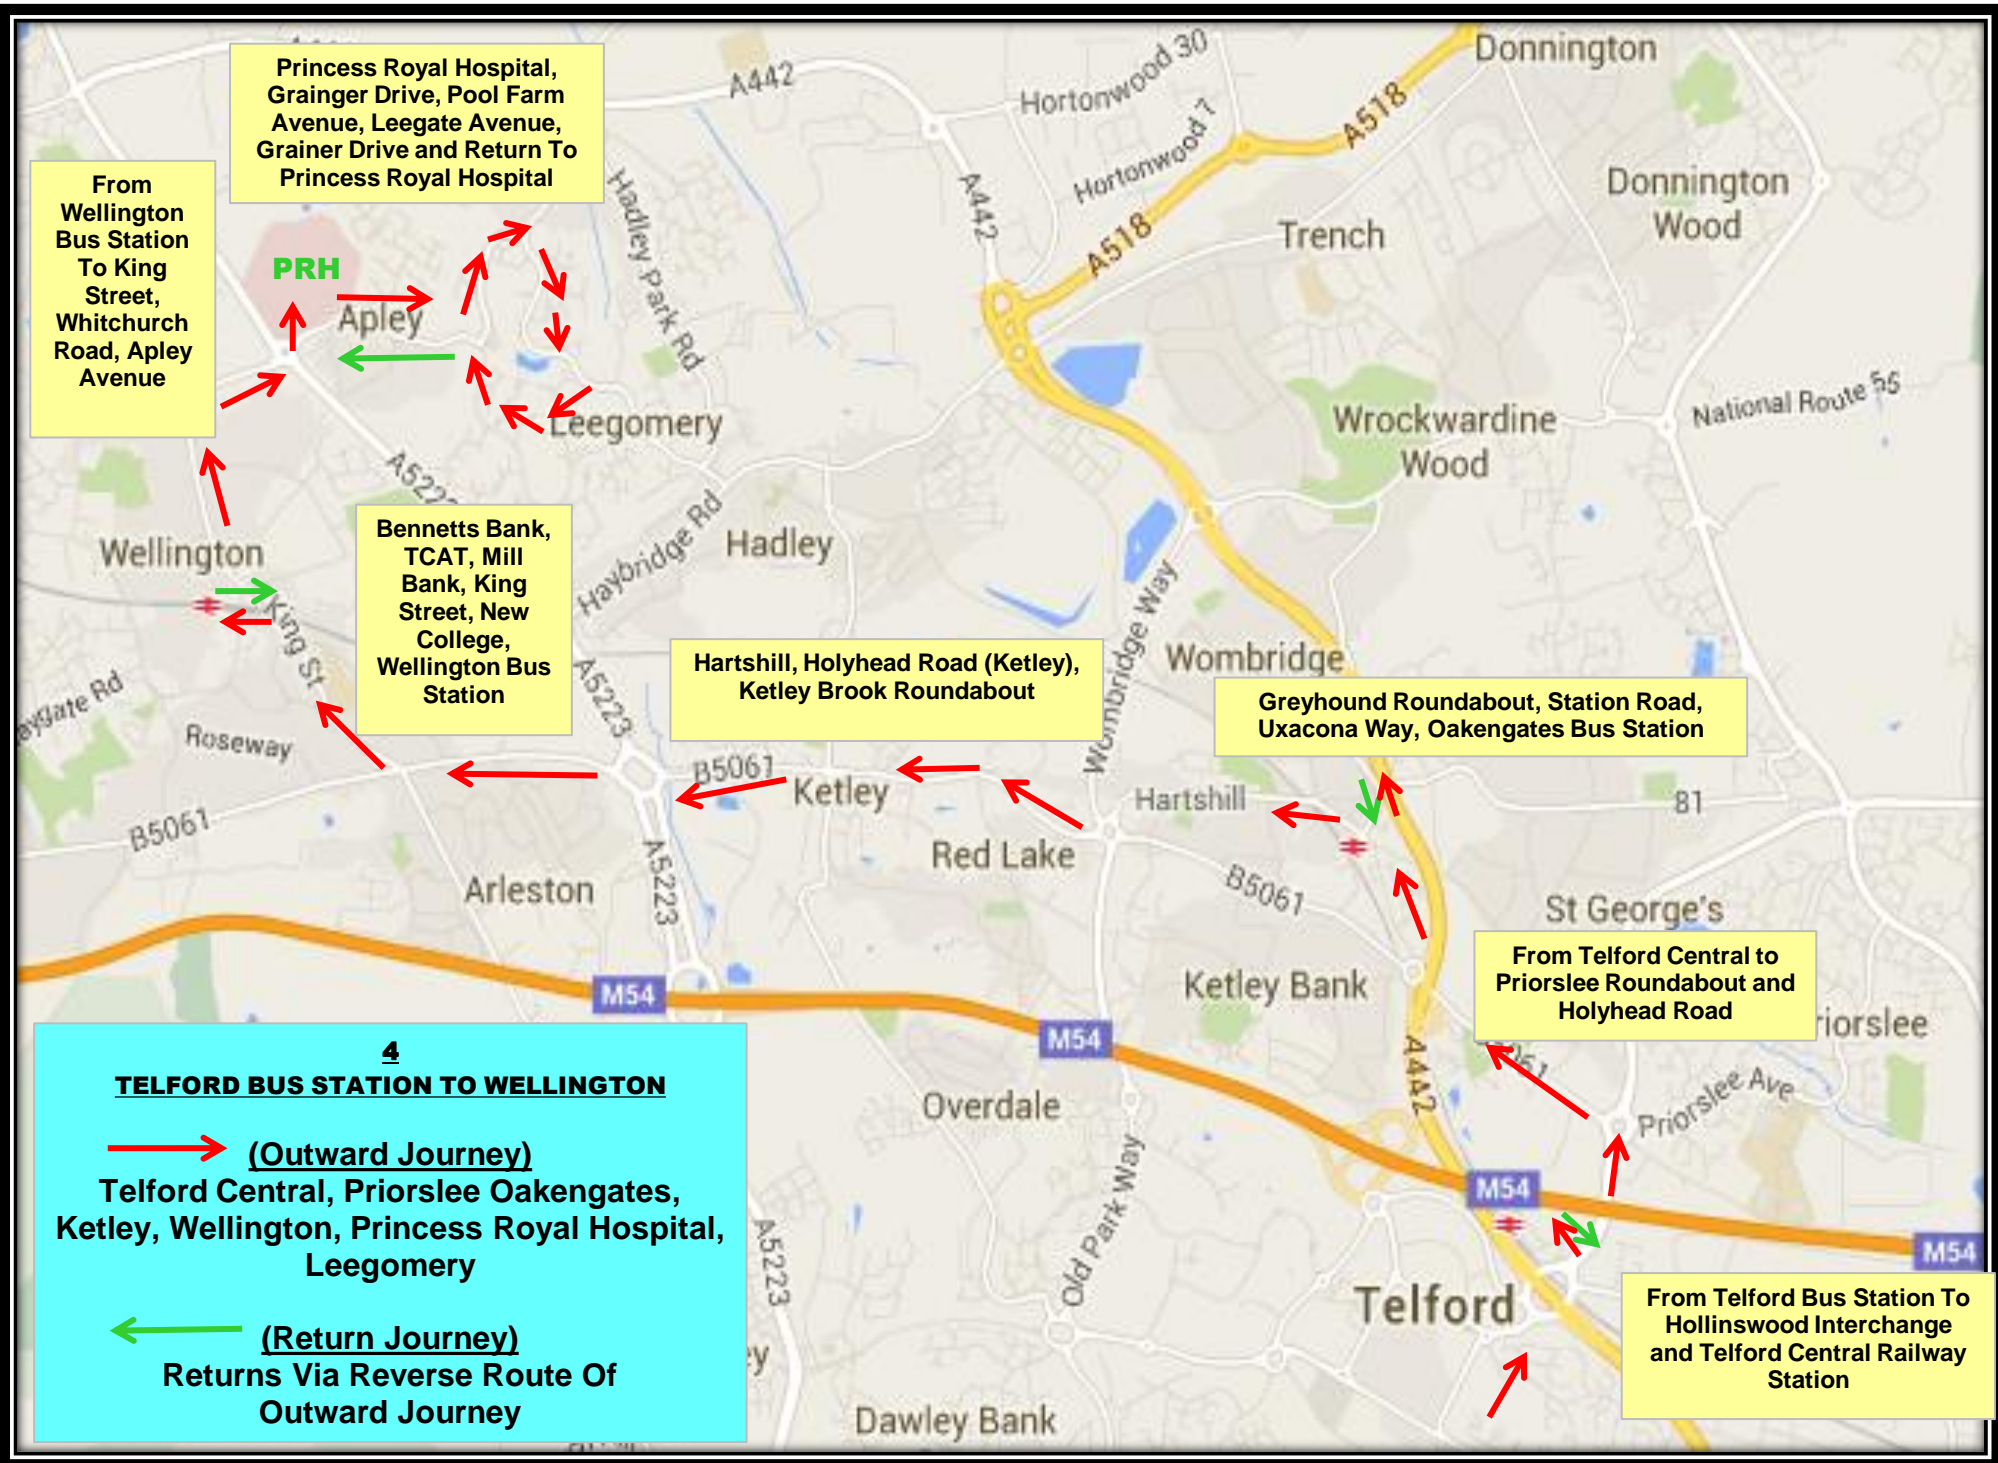 Princess Royal Hospital,
Grainger Drive, Pool Farm
Avenue, Leegate Avenue,
Grainer Drive and Return To
Princess Royal Hospital
From
Wellington
Bus Station
To King
Street,
Whitchurch
Road, Apley
Avenue
A442
Hortonwood 30
Donnington
A518
Hortonwood 7
Hadley Park Rd
A442
A518
Trench
Donnington
Wood
PRH
Apley
Leegomery
Wrockwardine
Wood
National Route 55
A5223
Haybridge Rd
Hadley
Wellington
King St
Bennetts Bank,
TCAT, Mill
Bank, King
Street, New
College,
Wellington Bus
Station
A5223
Hartshill, Holyhead Road (Ketley),
Ketley Brook Roundabout
Wombridge Way
Wombridge
Greyhound Roundabout, Station Road,
Uxacona Way, Oakengates Bus Station
aygate Rd
Roseway
B5061
B5061
Ketley
Hartshill
81
Red Lake
B5061
Arleston
A5223
St George's
From Telford Central to
Priorslee Roundabout and
Holyhead Road
Ketley Bank
M54
M54
riorslee
5061
A442
Priorslee Ave
Overdale
Old Park Way
M54
M54
Telford
From Telford Bus Station To
Hollinswood Interchange
and Telford Central Railway
Station
A5223
ey
Dawley Bank
4
TELFORD BUS STATION TO WELLINGTON
(Outward Journey)
Telford Central, Priorslee Oakengates,
Ketley, Wellington, Princess Royal Hospital,
Leegomery
(Return Journey)
Returns Via Reverse Route Of
Outward Journey